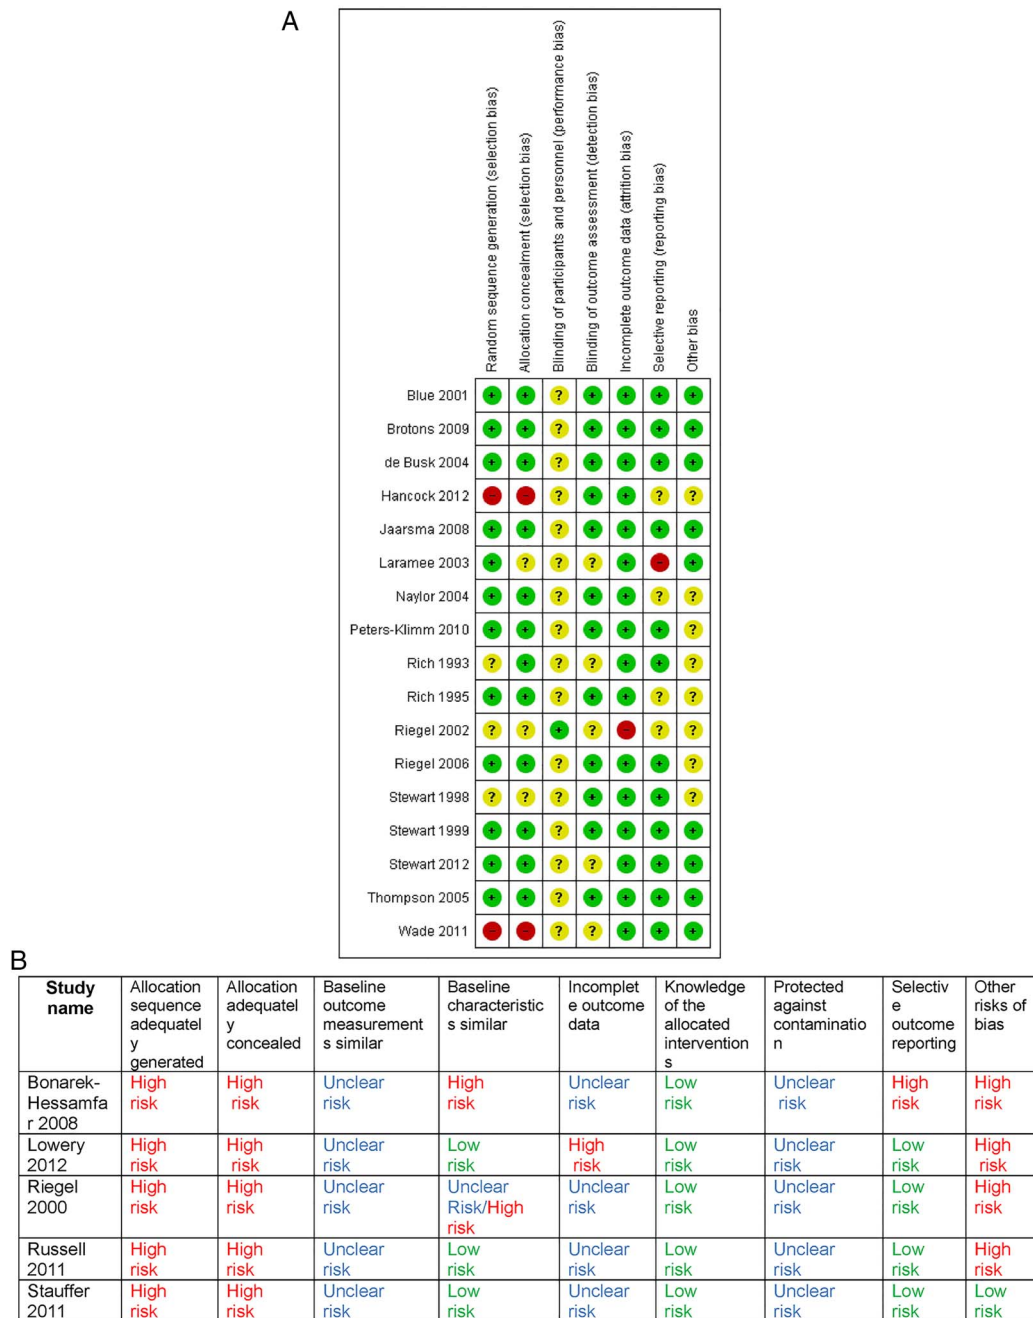 A
Random sequence generation (selection bias)
Allocation concealment (selection bias)
Blinding of participants and personnel (performance bias)
Blinding of outcome assessment (detection bias)
Incomplete outcome data (attrition bias)
Selective reporting (reporting bias)
Other bias
Blue 2001 + + ? + + + +
Brotons 2009 + + ? + + + +
de Busk 2004 + + ? + + + +
Hancock 2012 - - ? + + ? ?
Jaarsma 2008 + + ? + + + +
Laramee 2003 + ? ? ? + - +
Naylor 2004 + + ? + + ? ?
Peters-Klimm 2010 + + ? + + + ?
Rich 1993 ? + ? ? + + ?
Rich 1995 + + ? + + ? ?
Riegel 2002 ? ? + ? - ? ?
Riegel 2006 + + ? + + + ?
Stewart 1998 ? ? ? + + + ?
Stewart 1999 + + ? + + + +
Stewart 2012 + + ? ? + + +
Thompson 2005 + + ? + + + +
Wade 2011 - - ? ? + + +
B
Study
name
Allocation
sequence
adequatel
y
generated
Allocation
adequatel
y
concealed
Baseline
outcome
measurement
s similar
Baseline
characteristic
s similar
Incomplet
e outcome
data
Knowledge
of the
allocated
intervention
s
Protected
against
contaminatio
n
Selectiv
e
outcome
reporting
Other
risks of
bias
Bonarek-
Hessamfa
r 2008
High
risk
High
risk
Unclear
risk
High
risk
Unclear
risk
Low
risk
Unclear
risk
High
risk
High
risk
Lowery
2012
High
risk
High
risk
Unclear
risk
Low
risk
High
risk
Low
risk
Unclear
risk
Low
risk
High
risk
Riegel
2000
High
risk
High
risk
Unclear
risk
Unclear
Risk/High
risk
Unclear
risk
Low
risk
Unclear
risk
Low
risk
High
risk
Russell
2011
High
risk
High
risk
Unclear
risk
Low
risk
Unclear
risk
Low
risk
Unclear
risk
Low
risk
High
risk
Stauffer
2011
High
risk
High
risk
Unclear
risk
Low
risk
Unclear
risk
Low
risk
Unclear
risk
Low
risk
Low
risk